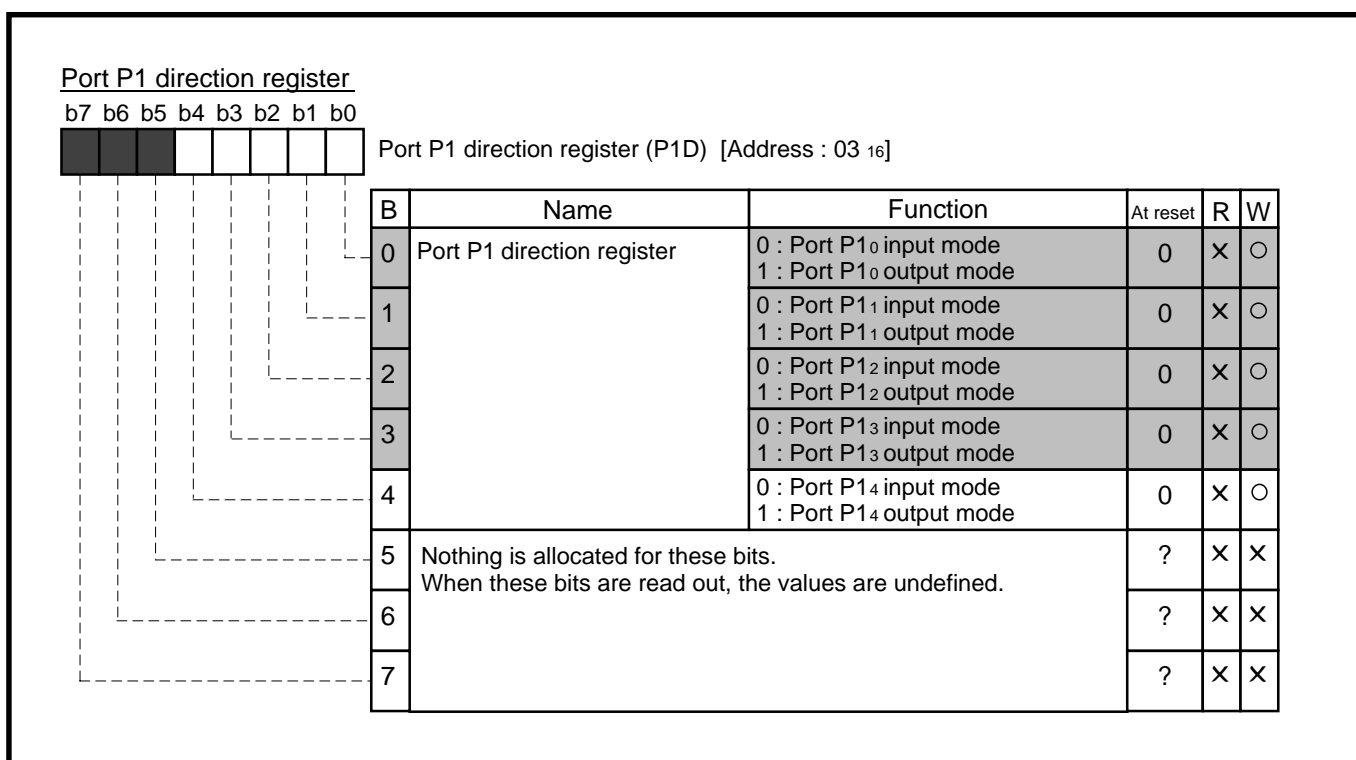 Port P1 direction register
b7 b6 b5 b4 b3 b2 b1 b0
Port P1 direction register (P1D) [Address : 03 16]
B Name Function At reset R W
0 Port P1 direction register 0 : Port P10 input mode 0 × ○
1 : Port P10 output mode
1 0 : Port P11 input mode 0 × ○
1 : Port P11 output mode
2 0 : Port P12 input mode 0 × ○
1 : Port P12 output mode
3 0 : Port P13 input mode 0 × ○
1 : Port P13 output mode
4 0 : Port P14 input mode 0 × ○
1 : Port P14 output mode
5 Nothing is allocated for these bits. ? × ×
When these bits are read out, the values are undefined.
6 ? × ×
7 ? × ×